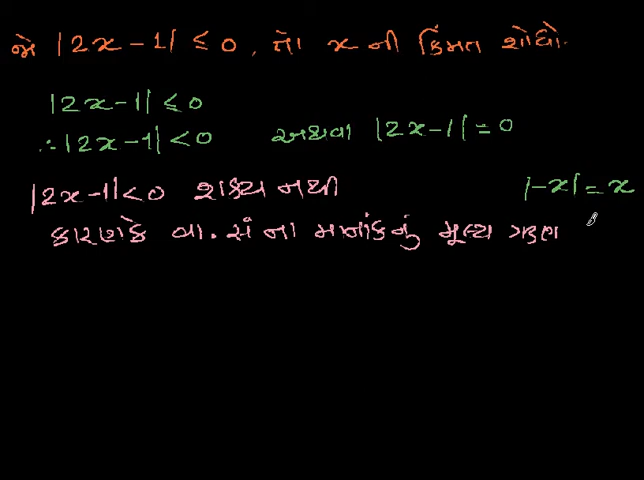 જો |2x-1| ≤ 0, તો x ની કિંમત શોધો.
|2x-1| ≤ 0
∴ |2x-1| < 0 અથવા |2x-1| = 0
|2x-1| < 0 શક્ય નથી |-x| = x
કારણકે વા. સં ના માનાંકનું મૂલ્ય